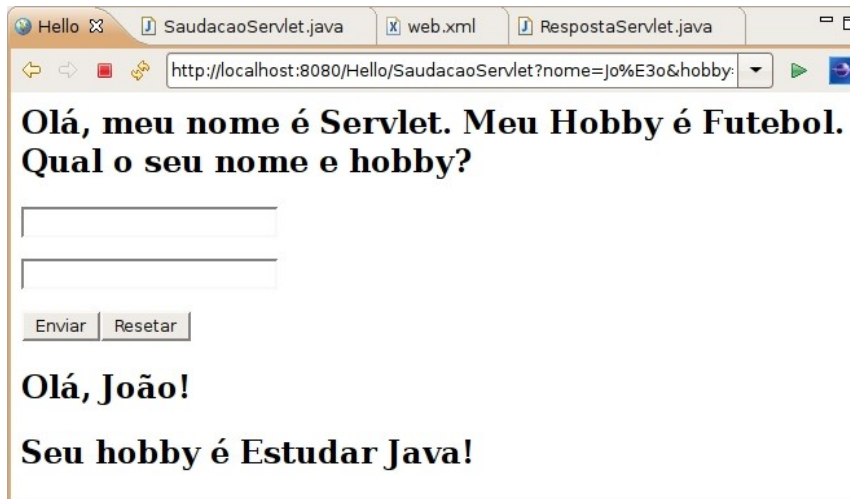 Hello SaudacaoServlet.java web.xml RespostaServlet.java
http://localhost:8080/Hello/SaudacaoServlet?nome=Jo%E3o&hobby
Olá, meu nome é Servlet. Meu Hobby é Futebol.
Qual o seu nome e hobby?
Enviar Resetar
Olá, João!
Seu hobby é Estudar Java!